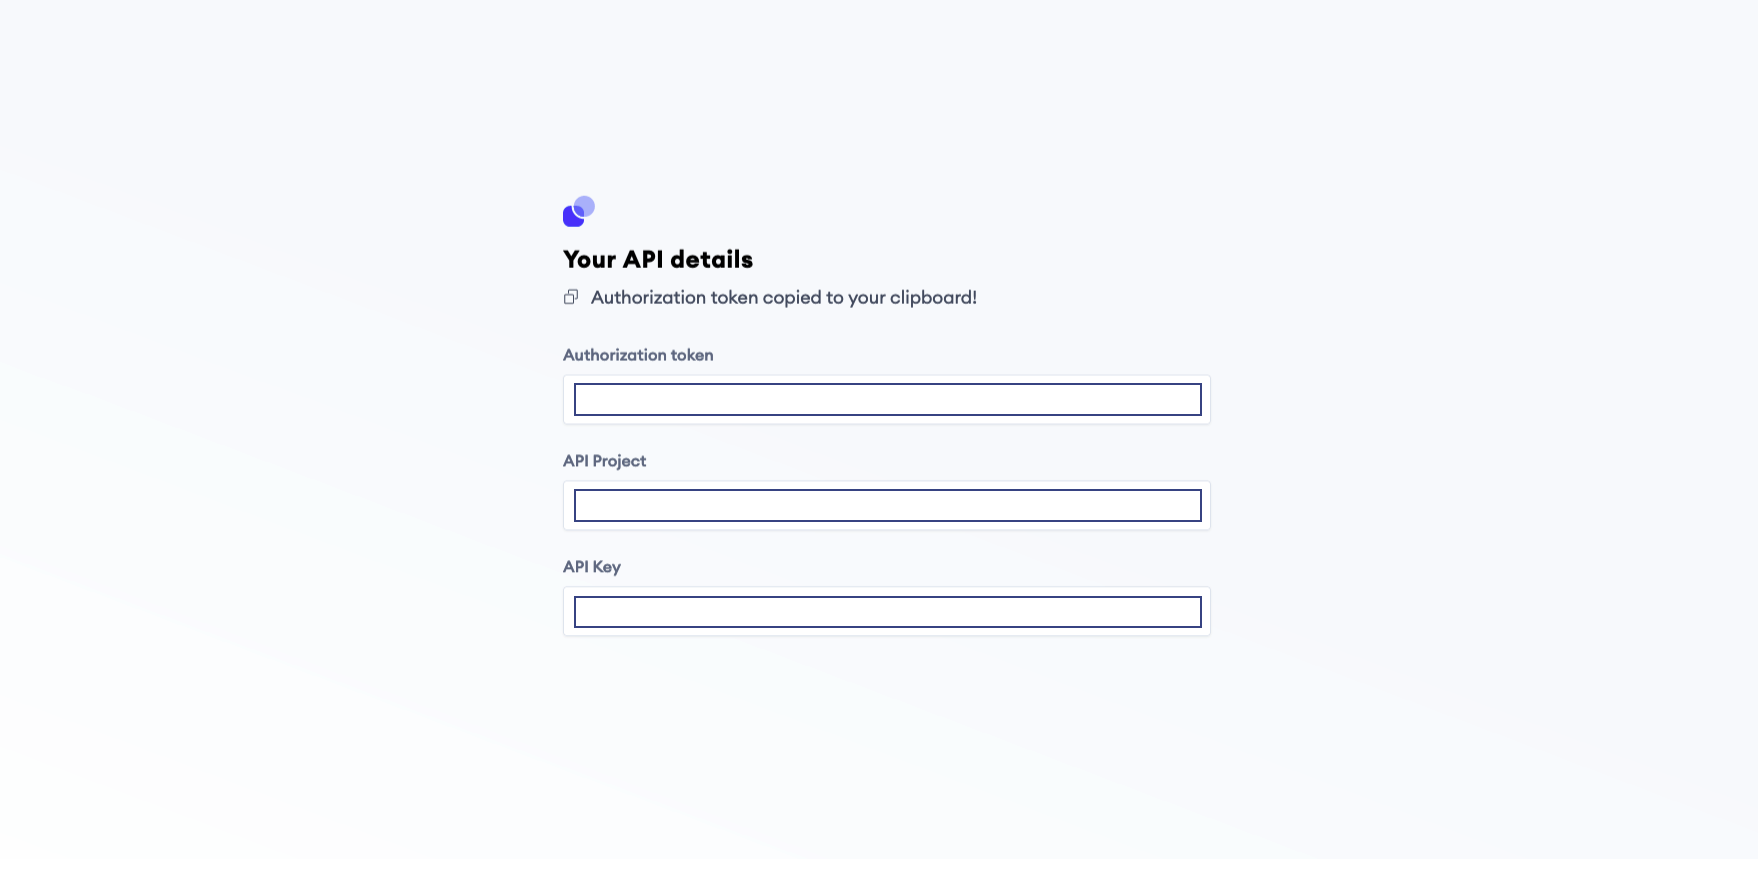 Your API details
Authorization token copied to your clipboard!
Authorization token
API Project
API Key